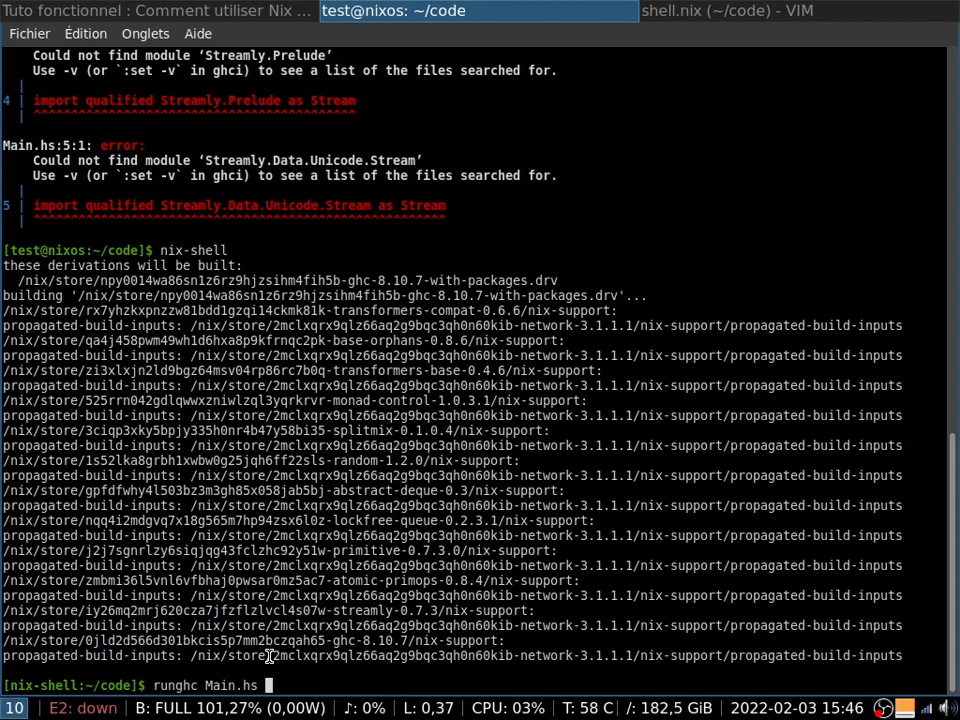 Tuto fonctionnel : Comment utiliser Nix ... test@nixos: ~/code shell.nix (~/code) - VIM
Fichier Édition Onglets Aide
Could not find module ‘Streamly.Prelude’
Use -v (or `:set -v` in ghci) to see a list of the files searched for.
|
4 | import qualified Streamly.Prelude as Stream
| ^^^^^^^^^^^^^^^^^^^^^^^^^^^^^^^^^^^^^^^^^^^
Main.hs:5:1: error:
Could not find module ‘Streamly.Data.Unicode.Stream’
Use -v (or `:set -v` in ghci) to see a list of the files searched for.
|
5 | import qualified Streamly.Data.Unicode.Stream as Stream
| ^^^^^^^^^^^^^^^^^^^^^^^^^^^^^^^^^^^^^^^^^^^^^^^^^^^^^^^
[test@nixos:~/code]$ nix-shell
these derivations will be built:
/nix/store/npy0014wa86sn1z6rz9hjzsihm4fih5b-ghc-8.10.7-with-packages.drv
building '/nix/store/npy0014wa86sn1z6rz9hjzsihm4fih5b-ghc-8.10.7-with-packages.drv'...
/nix/store/rx7yhzkxpnzzw81bdd1gzqi14ckmk81k-transformers-compat-0.6.6/nix-support:
propagated-build-inputs: /nix/store/2mclxqrx9qlz66aq2g9bqc3qh0n60kib-network-3.1.1.1/nix-support/propagated-build-inputs
/nix/store/qa4j458pwm49wh1d6hxa8p9kfrnqc2pk-base-orphans-0.8.6/nix-support:
propagated-build-inputs: /nix/store/2mclxqrx9qlz66aq2g9bqc3qh0n60kib-network-3.1.1.1/nix-support/propagated-build-inputs
/nix/store/zi3xlxjn2ld9bgz64msv04rp86rc7b0q-transformers-base-0.4.6/nix-support:
propagated-build-inputs: /nix/store/2mclxqrx9qlz66aq2g9bqc3qh0n60kib-network-3.1.1.1/nix-support/propagated-build-inputs
/nix/store/525rrn042gdlqwwxzniwlzql3yqrkrvr-monad-control-1.0.3.1/nix-support:
propagated-build-inputs: /nix/store/2mclxqrx9qlz66aq2g9bqc3qh0n60kib-network-3.1.1.1/nix-support/propagated-build-inputs
/nix/store/3ciqp3xky5bpjy335h0nr4b47y58bi35-splitmix-0.1.0.4/nix-support:
propagated-build-inputs: /nix/store/2mclxqrx9qlz66aq2g9bqc3qh0n60kib-network-3.1.1.1/nix-support/propagated-build-inputs
/nix/store/1s52lka8grbh1xwbw0g25jqh6ff22sls-random-1.2.0/nix-support:
propagated-build-inputs: /nix/store/2mclxqrx9qlz66aq2g9bqc3qh0n60kib-network-3.1.1.1/nix-support/propagated-build-inputs
/nix/store/gpfdfwhy4l503bz3m3gh85x058jab5bj-abstract-deque-0.3/nix-support:
propagated-build-inputs: /nix/store/2mclxqrx9qlz66aq2g9bqc3qh0n60kib-network-3.1.1.1/nix-support/propagated-build-inputs
/nix/store/nqq4i2mdgvq7x18g565m7hp94zsx6l0z-lockfree-queue-0.2.3.1/nix-support:
propagated-build-inputs: /nix/store/2mclxqrx9qlz66aq2g9bqc3qh0n60kib-network-3.1.1.1/nix-support/propagated-build-inputs
/nix/store/j2j7sgnrlzy6siqjqg43fclzhc92y51w-primitive-0.7.3.0/nix-support:
propagated-build-inputs: /nix/store/2mclxqrx9qlz66aq2g9bqc3qh0n60kib-network-3.1.1.1/nix-support/propagated-build-inputs
/nix/store/zmbmi36l5vnl6vfbhaj0pwsar0mz5ac7-atomic-primops-0.8.4/nix-support:
propagated-build-inputs: /nix/store/2mclxqrx9qlz66aq2g9bqc3qh0n60kib-network-3.1.1.1/nix-support/propagated-build-inputs
/nix/store/iy26mq2mrj620cza7jfzflzlvcl4s07w-streamly-0.7.3/nix-support:
propagated-build-inputs: /nix/store/2mclxqrx9qlz66aq2g9bqc3qh0n60kib-network-3.1.1.1/nix-support/propagated-build-inputs
/nix/store/0jld2d566d301bkcis5p7mm2bczqah65-ghc-8.10.7/nix-support:
propagated-build-inputs: /nix/store/2mclxqrx9qlz66aq2g9bqc3qh0n60kib-network-3.1.1.1/nix-support/propagated-build-inputs
[nix-shell:~/code]$ runghc Main.hs
10 | E2: down | B: FULL 101,27% (0,00W) | ♪: 0% | L: 0,37 | CPU: 03% | T: 58 C | /: 182,5 GiB | 2022-02-03 15:46